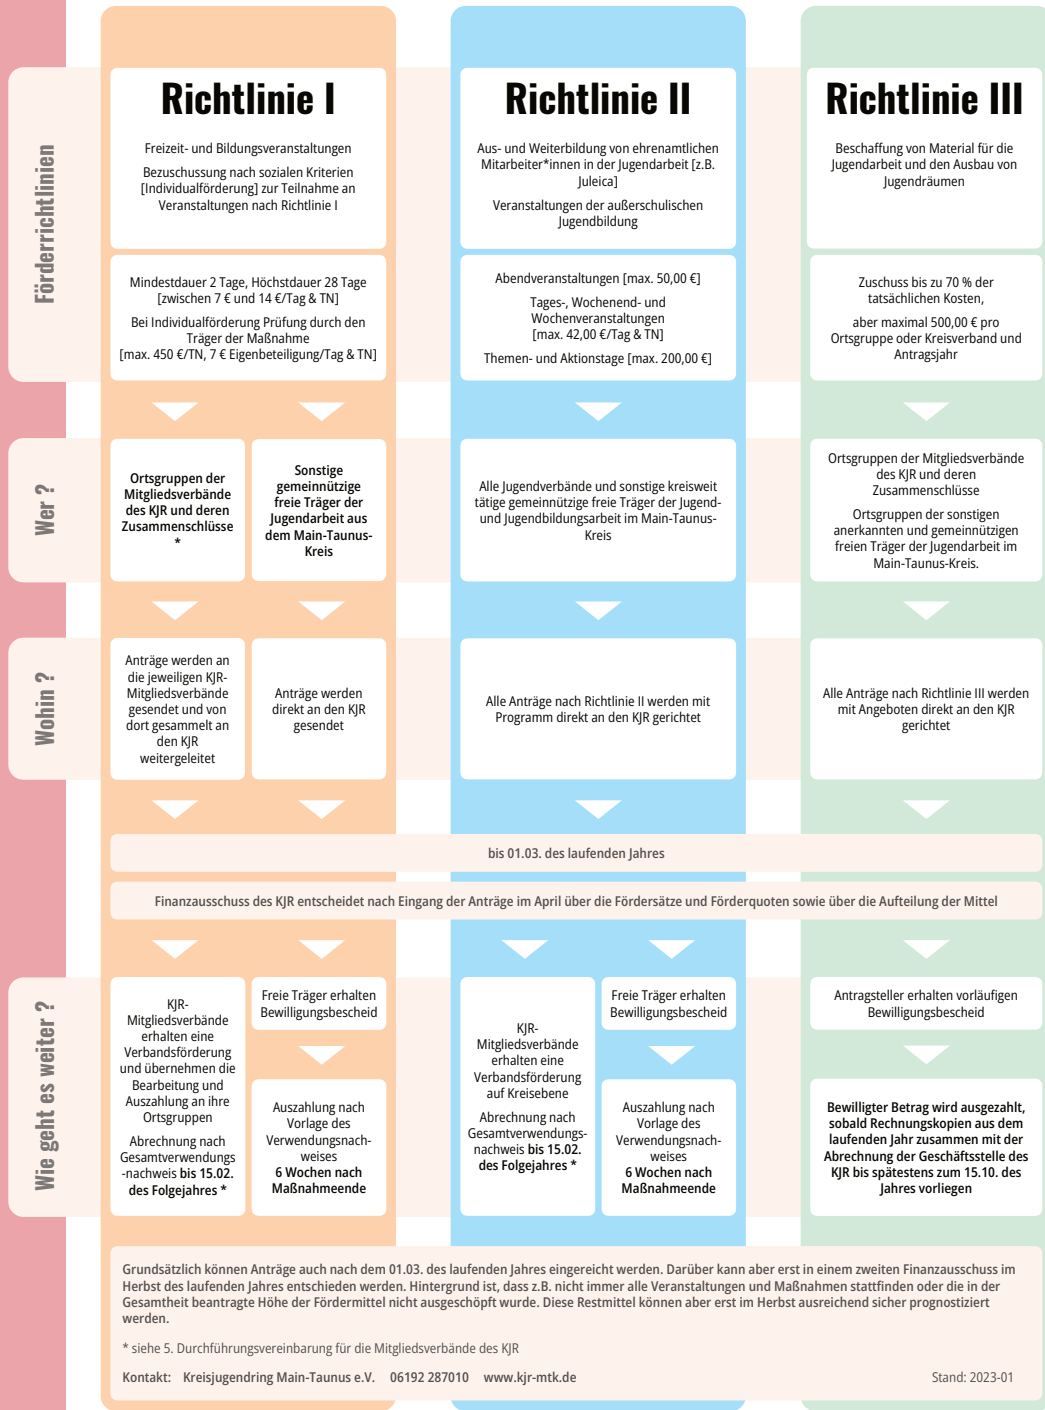 Förderrichtlinien
Richtlinie I
Freizeit- und Bildungsveranstaltungen
Bezuschussung nach sozialen Kriterien
[Individualförderung] zur Teilnahme an
Veranstaltungen nach Richtlinie I
Mindestdauer 2 Tage, Höchstdauer 28 Tage
[zwischen 7 € und 14 €/Tag & TN]
Bei Individualförderung Prüfung durch den
Träger der Maßnahme
[max. 450 €/TN, 7 € Eigenbeteiligung/Tag & TN]
Richtlinie II
Aus- und Weiterbildung von ehrenamtlichen
Mitarbeiter*innen in der Jugendarbeit [z.B.
Juleica]
Veranstaltungen der außerschulischen
Jugendbildung
Abendveranstaltungen [max. 50,00 €]
Tages-, Wochenend- und
Wochenveranstaltungen
[max. 42,00 €/Tag & TN]
Themen- und Aktionstage [max. 200,00 €]
Richtlinie III
Beschaffung von Material für die
Jugendarbeit und den Ausbau von
Jugendräumen
Zuschuss bis zu 70 % der
tatsächlichen Kosten,
aber maximal 500,00 € pro
Ortsgruppe oder Kreisverband und
Antragsjahr
Wer ?
Ortsgruppen der
Mitgliedsverbände
des KJR und deren
Zusammenschlüsse
*
Sonstige
gemeinnützige
freie Träger der
Jugendarbeit aus
dem Main-Taunus-
Kreis
Alle Jugendverbände und sonstige kreisweit
tätige gemeinnützige freie Träger der Jugend-
und Jugendbildungsarbeit im Main-Taunus-
Kreis
Ortsgruppen der Mitgliedsverbände
des KJR und deren
Zusammenschlüsse
Ortsgruppen der sonstigen
anerkannten und gemeinnützigen
freien Träger der Jugendarbeit im
Main-Taunus-Kreis.
Wohin ?
Anträge werden an
die jeweiligen KJR-
Mitgliedsverbände
gesendet und von
dort gesammelt an
den KJR
weitergeleitet
Anträge werden
direkt an den KJR
gesendet
Alle Anträge nach Richtlinie II werden mit
Programm direkt an den KJR gerichtet
Alle Anträge nach Richtlinie III werden
mit Angeboten direkt an den KJR
gerichtet
bis 01.03. des laufenden Jahres
Finanzausschuss des KJR entscheidet nach Eingang der Anträge im April über die Fördersätze und Förderquoten sowie über die Aufteilung der Mittel
Wie geht es weiter ?
KJR-
Mitgliedsverbände
erhalten eine
Verbandsförderung
und übernehmen die
Bearbeitung und
Auszahlung an ihre
Ortsgruppen
Abrechnung nach
Gesamtverwendungs
-nachweis bis 15.02.
des Folgejahres *
Freie Träger erhalten
Bewilligungsbescheid
Auszahlung nach
Vorlage des
Verwendungsnach-
weises
6 Wochen nach
Maßnahmeende
KJR-
Mitgliedsverbände
erhalten eine
Verbandsförderung
auf Kreisebene
Abrechnung nach
Gesamtverwendungs-
nachweis bis 15.02.
des Folgejahres *
Freie Träger erhalten
Bewilligungsbescheid
Auszahlung nach
Vorlage des
Verwendungsnach-
weises
6 Wochen nach
Maßnahmeende
Antragsteller erhalten vorläufigen
Bewilligungsbescheid
Bewilligter Betrag wird ausgezahlt,
sobald Rechnungskopien aus dem
laufenden Jahr zusammen mit der
Abrechnung der Geschäftsstelle des
KJR bis spätestens zum 15.10. des
Jahres vorliegen
Grundsätzlich können Anträge auch nach dem 01.03. des laufenden Jahres eingereicht werden. Darüber kann aber erst in einem zweiten Finanzausschuss im
Herbst des laufenden Jahres entschieden werden. Hintergrund ist, dass z.B. nicht immer alle Veranstaltungen und Maßnahmen stattfinden oder die in der
Gesamtheit beantragte Höhe der Fördermittel nicht ausgeschöpft wurde. Diese Restmittel können aber erst im Herbst ausreichend sicher prognostiziert
werden.
* siehe 5. Durchführungsvereinbarung für die Mitgliedsverbände des KJR
Kontakt: Kreisjugendring Main-Taunus e.V. 06192 287010 www.kjr-mtk.de Stand: 2023-01